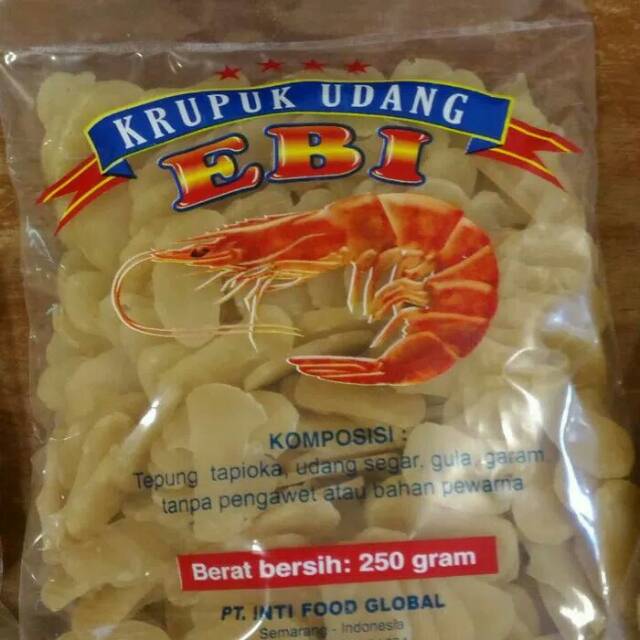 KRUPUK UDANG
EBI
KOMPOSISI :
Tepung tapioka, udang segar, gula, garam
tanpa pengawet atau bahan pewarna
Berat bersih: 250 gram
PT. INTI FOOD GLOBAL
Semarang - Indonesia